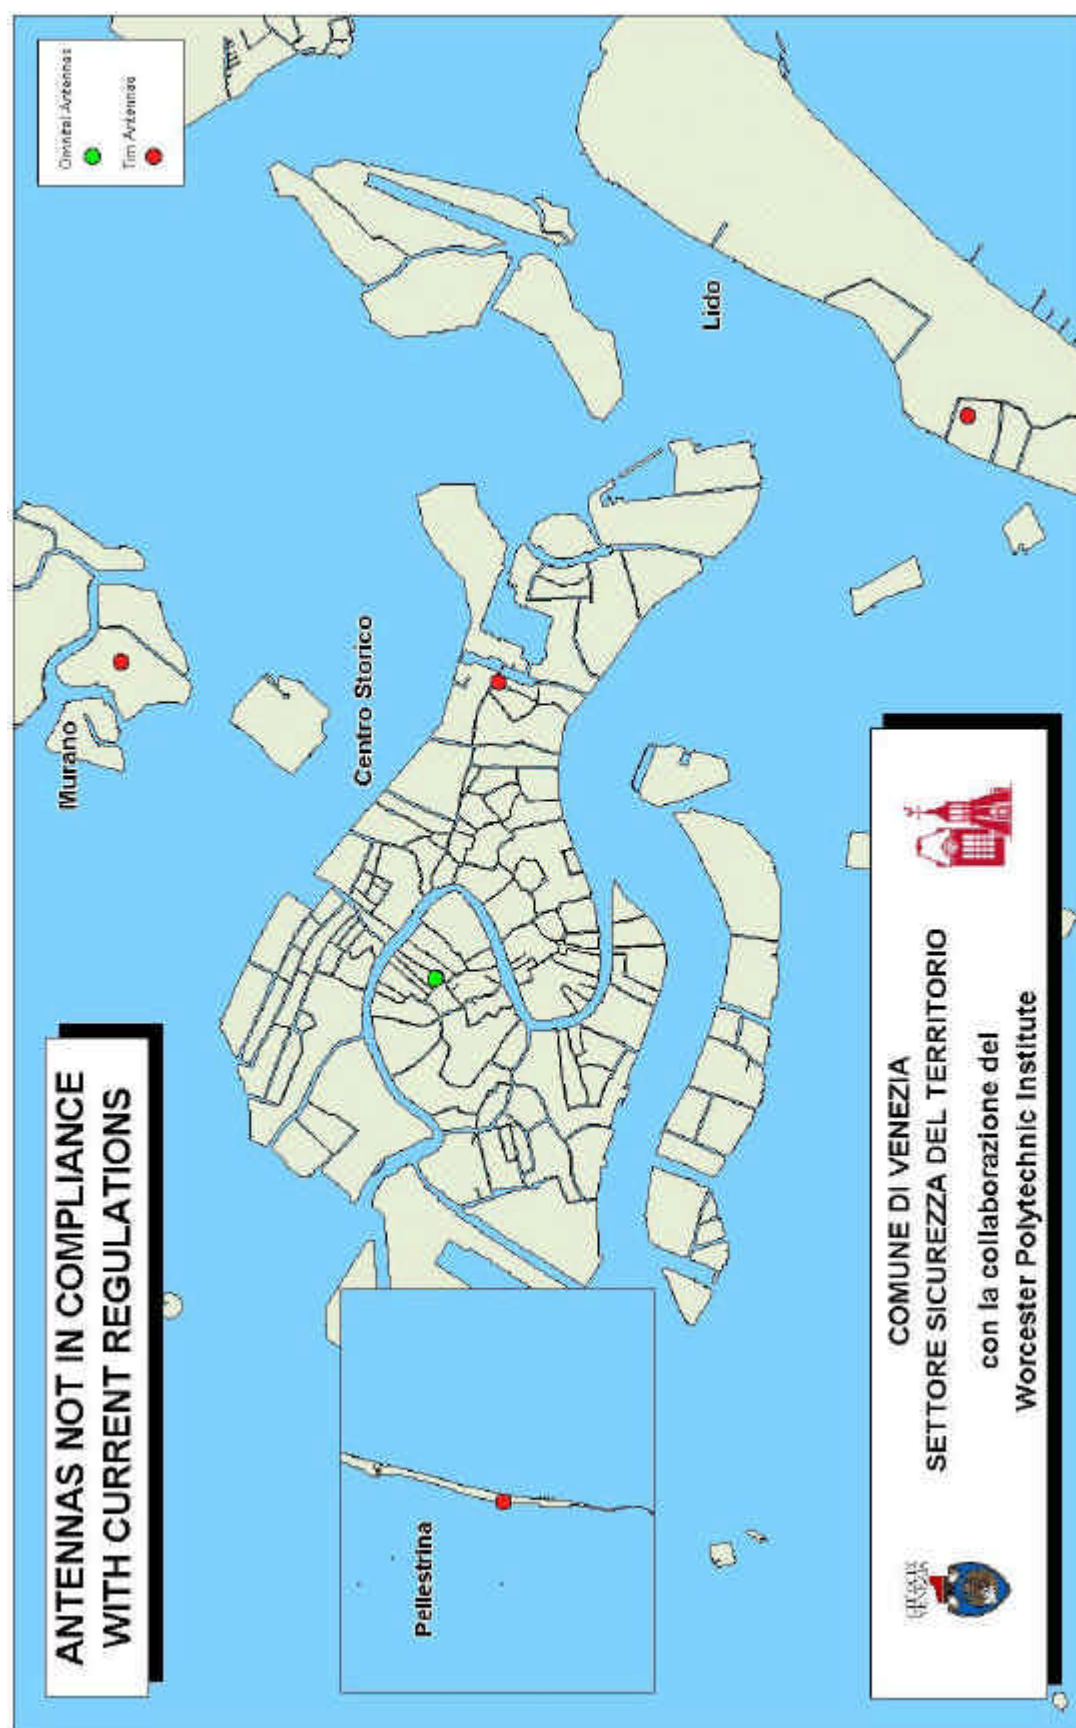 ANTENNAS NOT IN COMPLIANCE
WITH CURRENT REGULATIONS
Omnitel Antennas
Tim Antennas
Murano
Centro Storico
Lido
Pellestrina
COMUNE DI VENEZIA
SETTORE SICUREZZA DEL TERRITORIO
con la collaborazione del
Worcester Polytechnic Institute